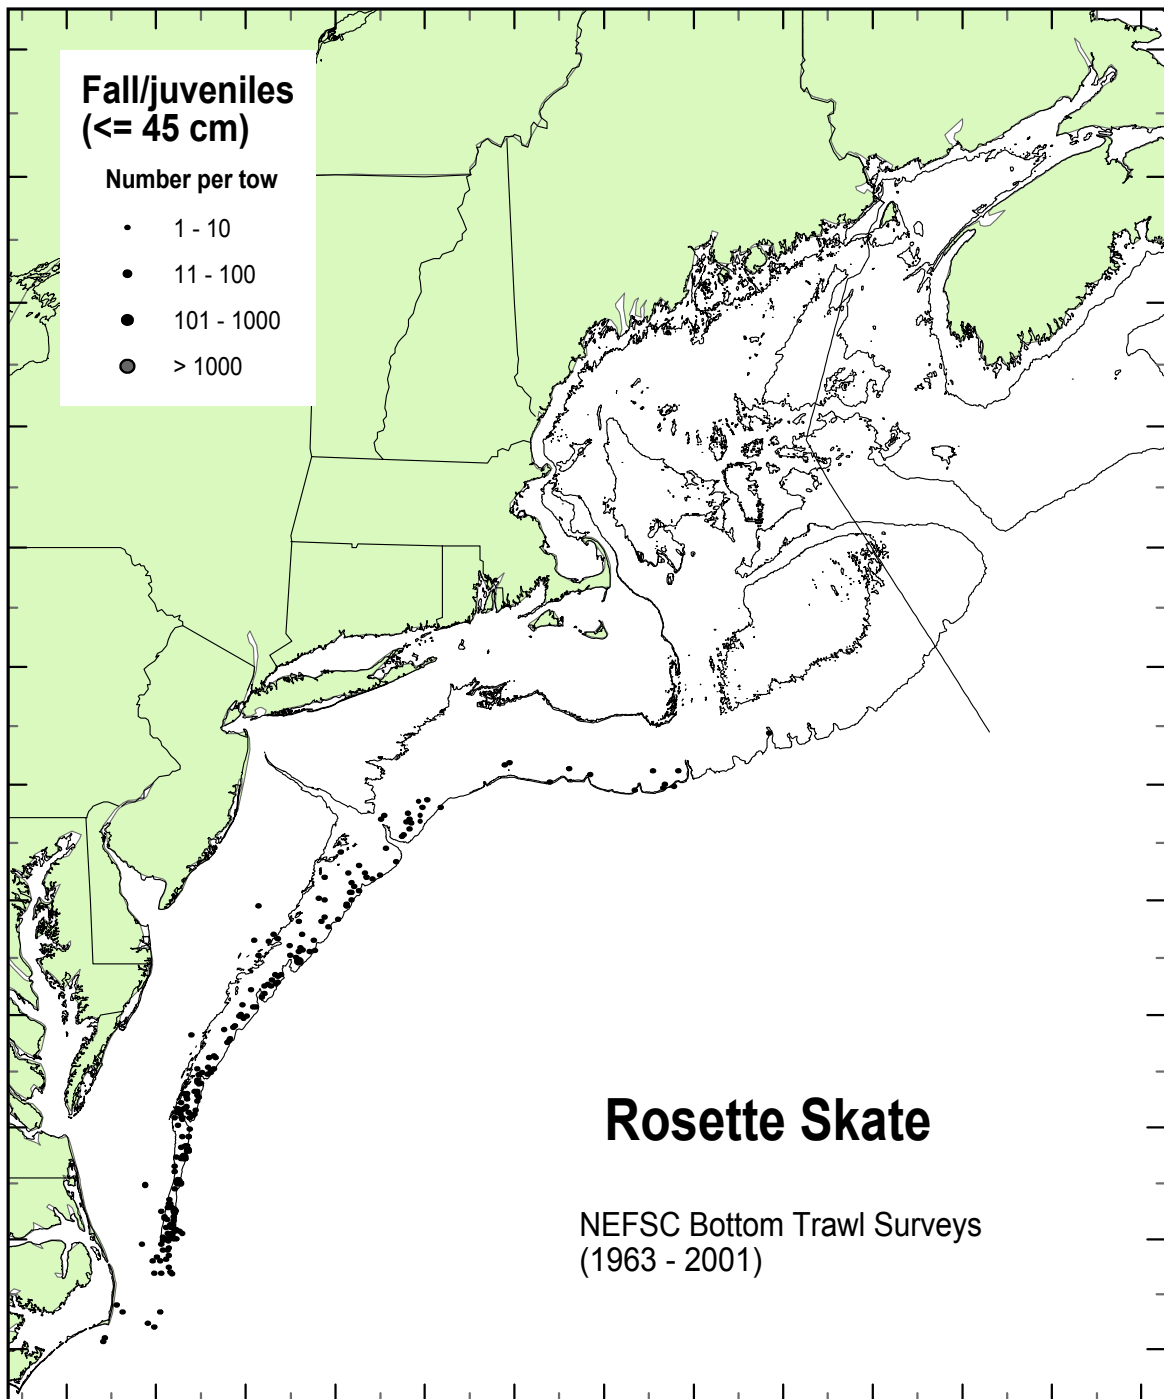 Fall/juveniles
(<= 45 cm)
Number per tow
1 - 10
11 - 100
101 - 1000
> 1000
Rosette Skate
NEFSC Bottom Trawl Surveys
(1963 - 2001)